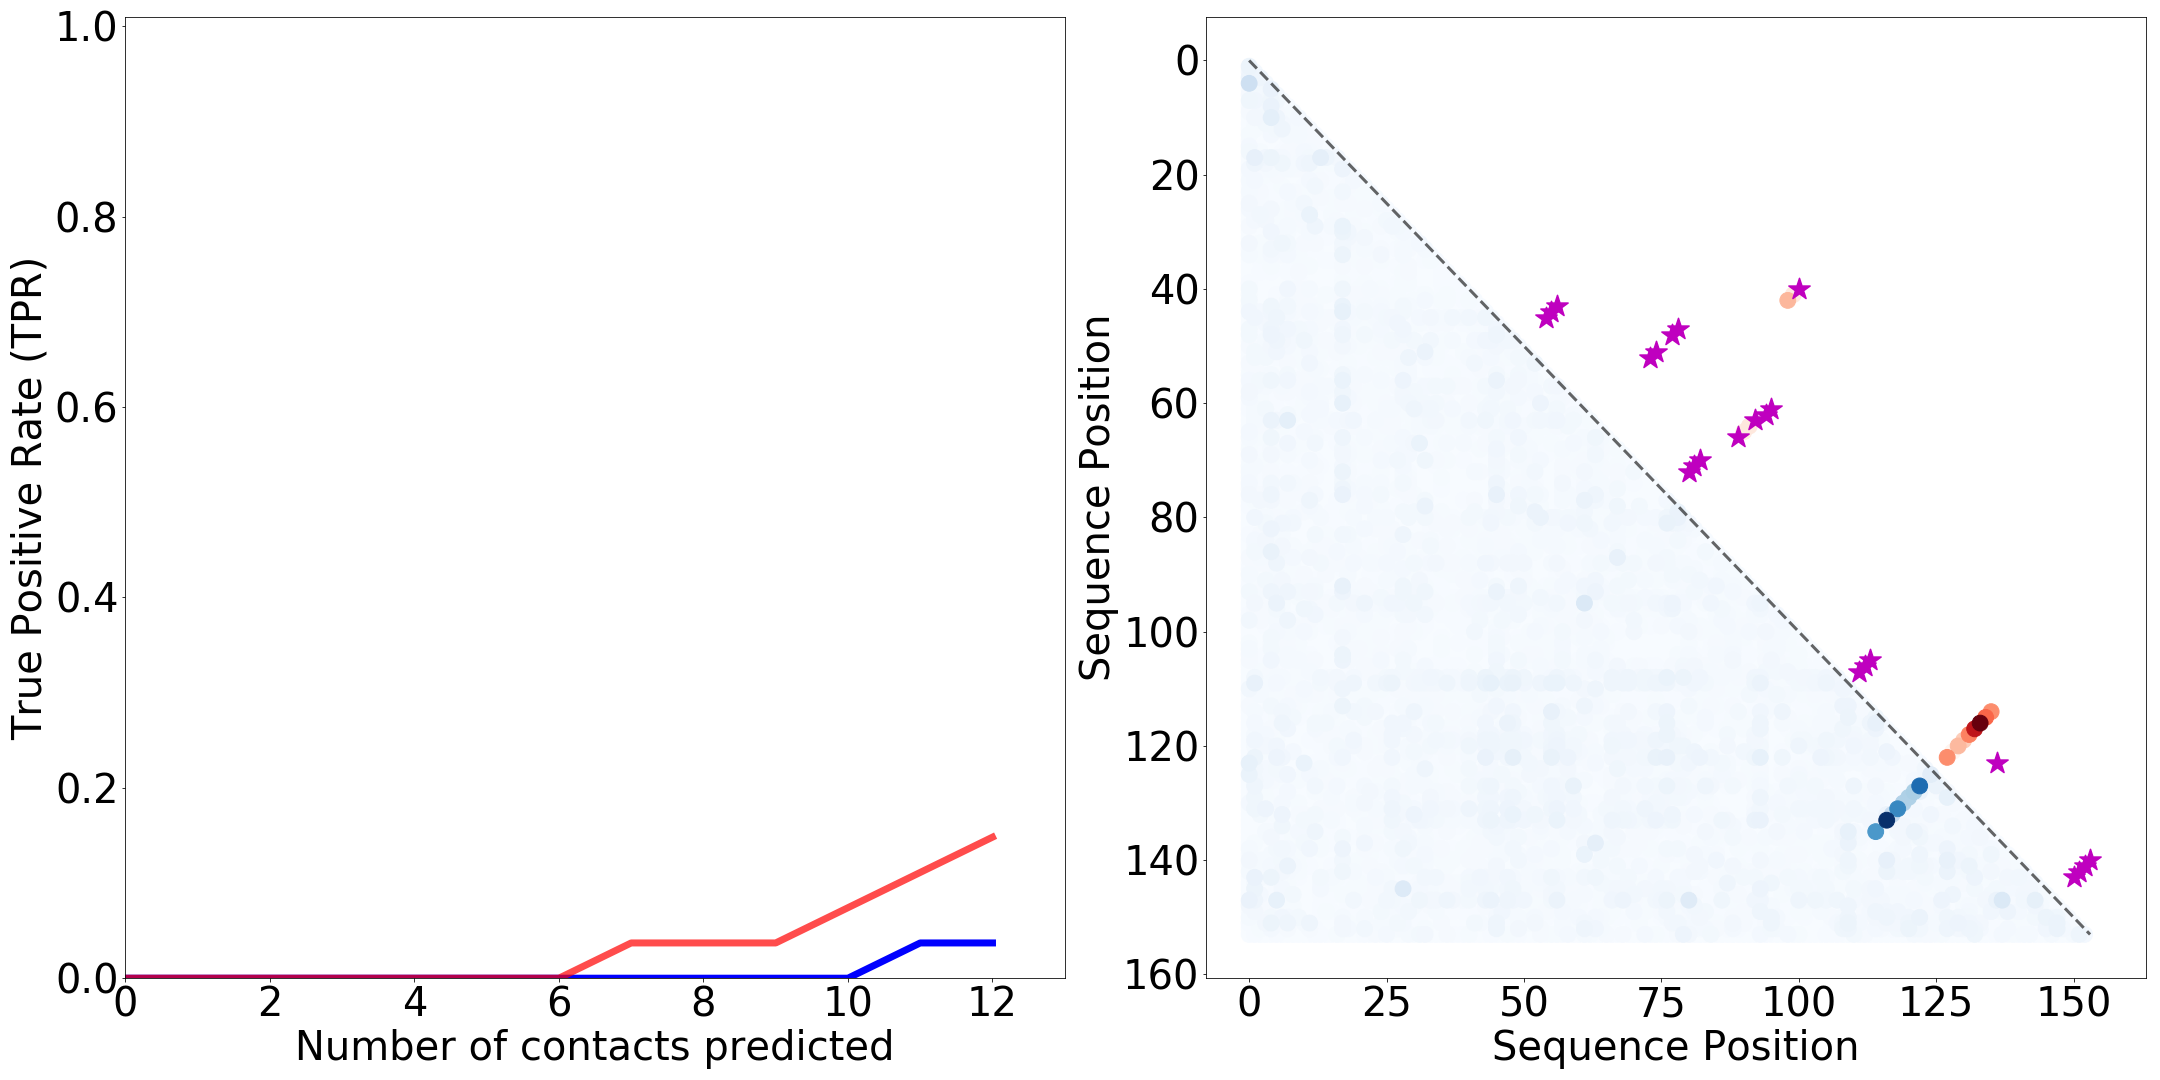 True Positive Rate (TPR)
1.0
0.8
0.6
0.4
0.2
0.0
0 2 4 6 8 10 12
Number of contacts predicted
Sequence Position
0
20
40
60
80
100
120
140
160
0 25 50 75 100 125 150
Sequence Position